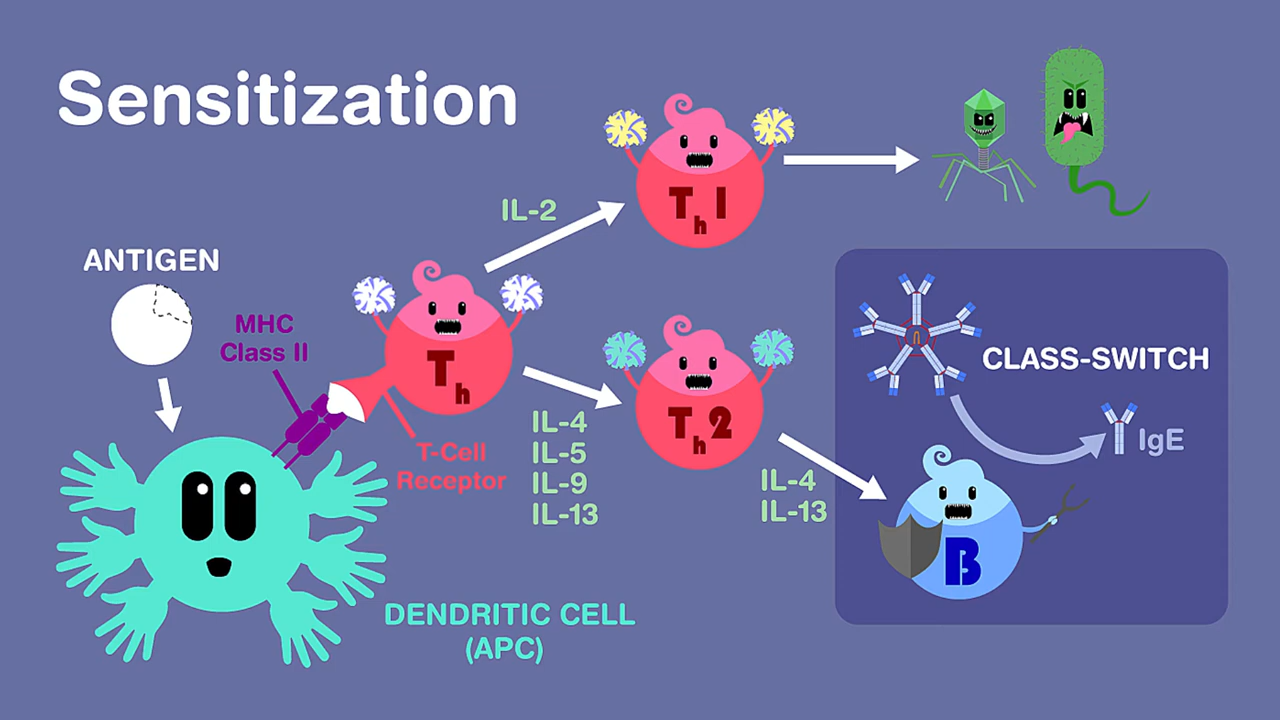 Sensitization
ANTIGEN
MHC
Class II
T-Cell
Receptor
DENDRITIC CELL
(APC)
Th
IL-2
Th1
IL-4
IL-5
IL-9
IL-13
Th2
IL-4
IL-13
CLASS-SWITCH
IgE
B